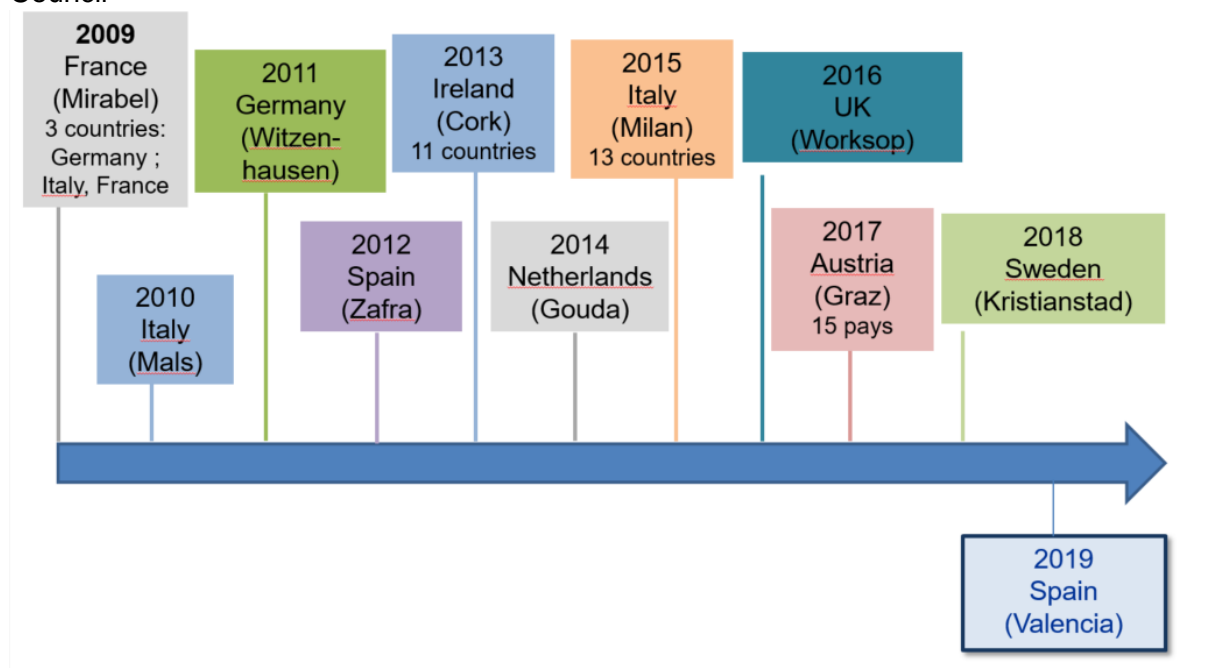 Council
2009
France
(Mirabel)
3 countries:
Germany ;
Italy, France
2010
Italy
(Mals)
2011
Germany
(Witzen-
hausen)
2012
Spain
(Zafra)
2013
Ireland
(Cork)
11 countries
2014
Netherlands
(Gouda)
2015
Italy
(Milan)
13 countries
2016
UK
(Worksop)
2017
Austria
(Graz)
15 pays
2018
Sweden
(Kristianstad)
2019
Spain
(Valencia)